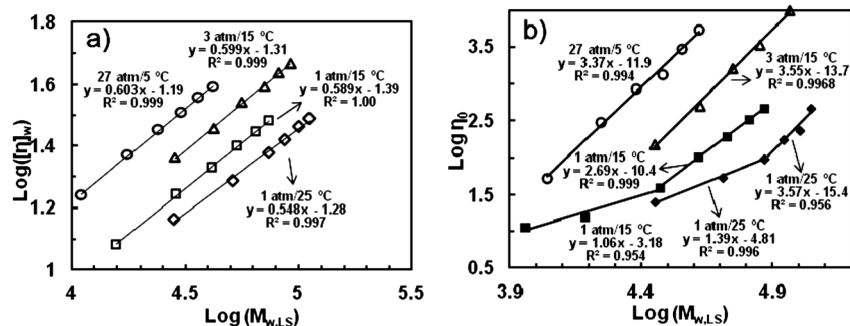 a)
Log([η]w)
1.8
1.6
1.4
1.2
1
4
4.5
5
5.5
Log (Mw,LS)
27 atm/5 °C
y = 0.603x - 1.19
R² = 0.999
3 atm/15 °C
y = 0.599x - 1.31
R² = 0.999
1 atm/15 °C
y = 0.589x - 1.39
R² = 1.00
1 atm/25 °C
y = 0.548x - 1.28
R² = 0.997
b)
Logη0
3.5
2.5
1.5
0.5
3.9
4.4
4.9
Log (Mw,LS)
27 atm/5 °C
y = 3.37x - 11.9
R² = 0.994
3 atm/15 °C
y = 3.55x - 13.7
R² = 0.9968
1 atm/15 °C
y = 2.69x - 10.4
R² = 0.999
1 atm/25 °C
y = 3.57x - 15.4
R² = 0.956
1 atm/15 °C
y = 1.06x - 3.18
R² = 0.954
1 atm/25 °C
y = 1.39x - 4.81
R² = 0.996